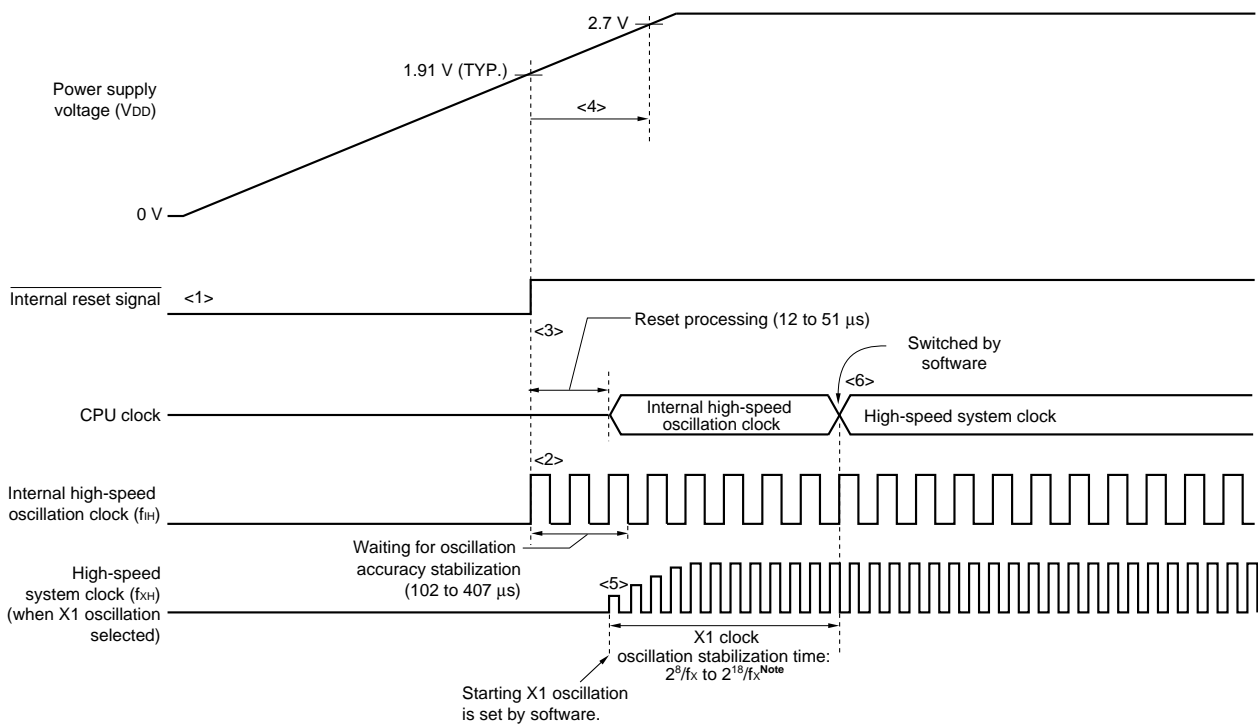 2.7 V
1.91 V (TYP.)
Power supply
voltage (VDD)
<4>
0 V
Internal reset signal
<1>
<3>
Reset processing (12 to 51 μs)
Switched by
software
<6>
CPU clock
Internal high-speed
oscillation clock
High-speed system clock
<2>
Internal high-speed
oscillation clock (fIH)
Waiting for oscillation
accuracy stabilization
(102 to 407 μs)
High-speed
system clock (fXH)
(when X1 oscillation
selected)
<5>
X1 clock
oscillation stabilization time:
2⁸/fX to 2¹⁸/fX Note
Starting X1 oscillation
is set by software.